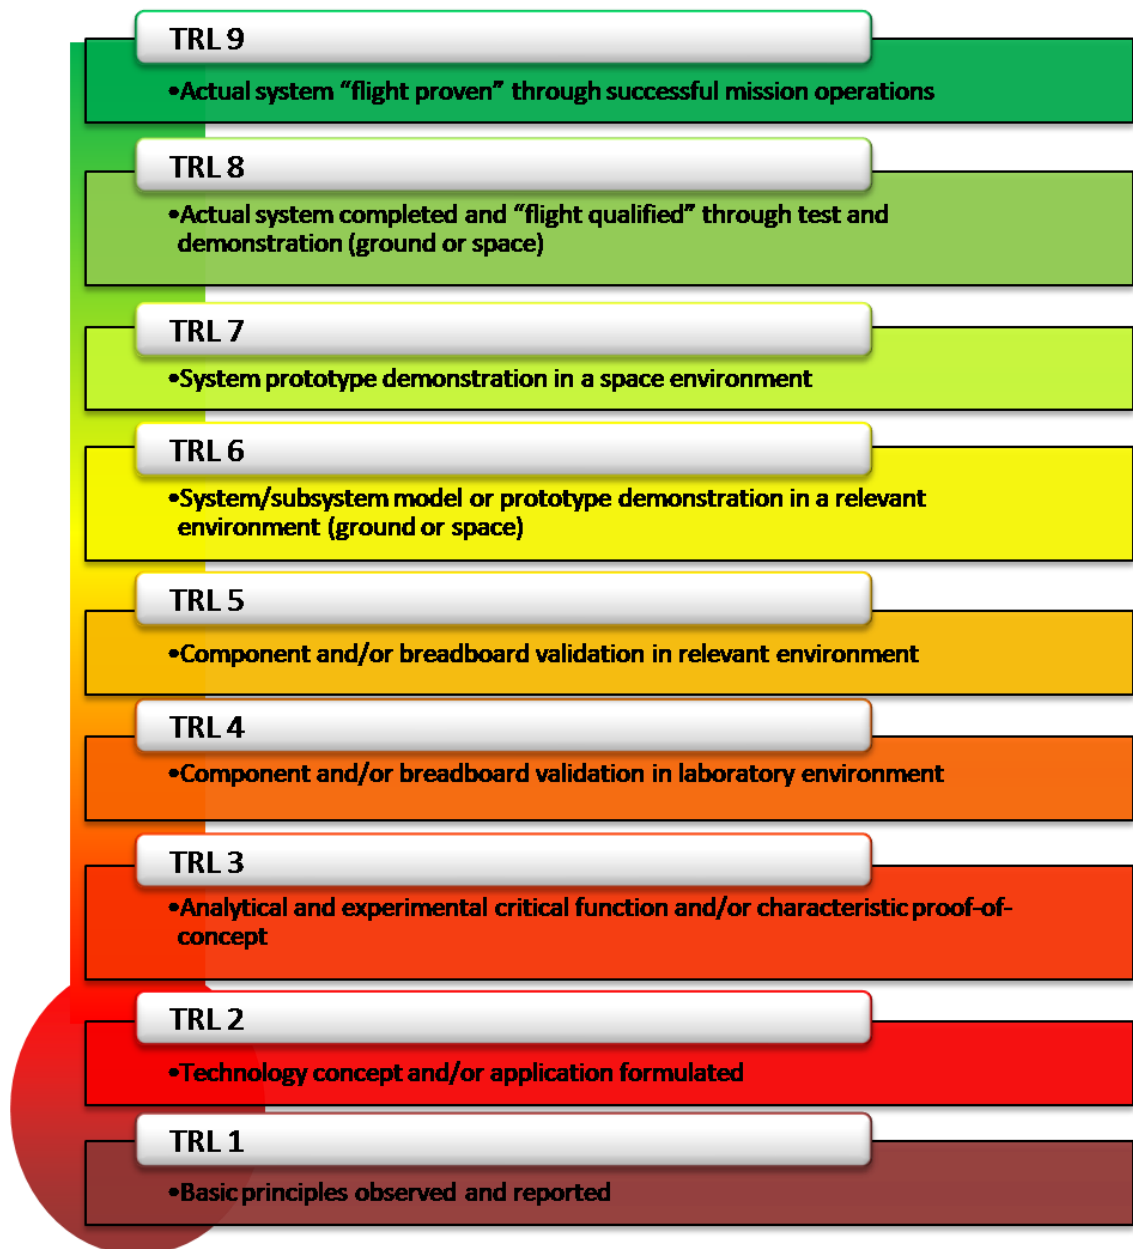 TRL 9
•Actual system “flight proven” through successful mission operations
TRL 8
•Actual system completed and “flight qualified” through test and
demonstration (ground or space)
TRL 7
•System prototype demonstration in a space environment
TRL 6
•System/subsystem model or prototype demonstration in a relevant
environment (ground or space)
TRL 5
•Component and/or breadboard validation in relevant environment
TRL 4
•Component and/or breadboard validation in laboratory environment
TRL 3
•Analytical and experimental critical function and/or characteristic proof-of-
concept
TRL 2
•Technology concept and/or application formulated
TRL 1
•Basic principles observed and reported